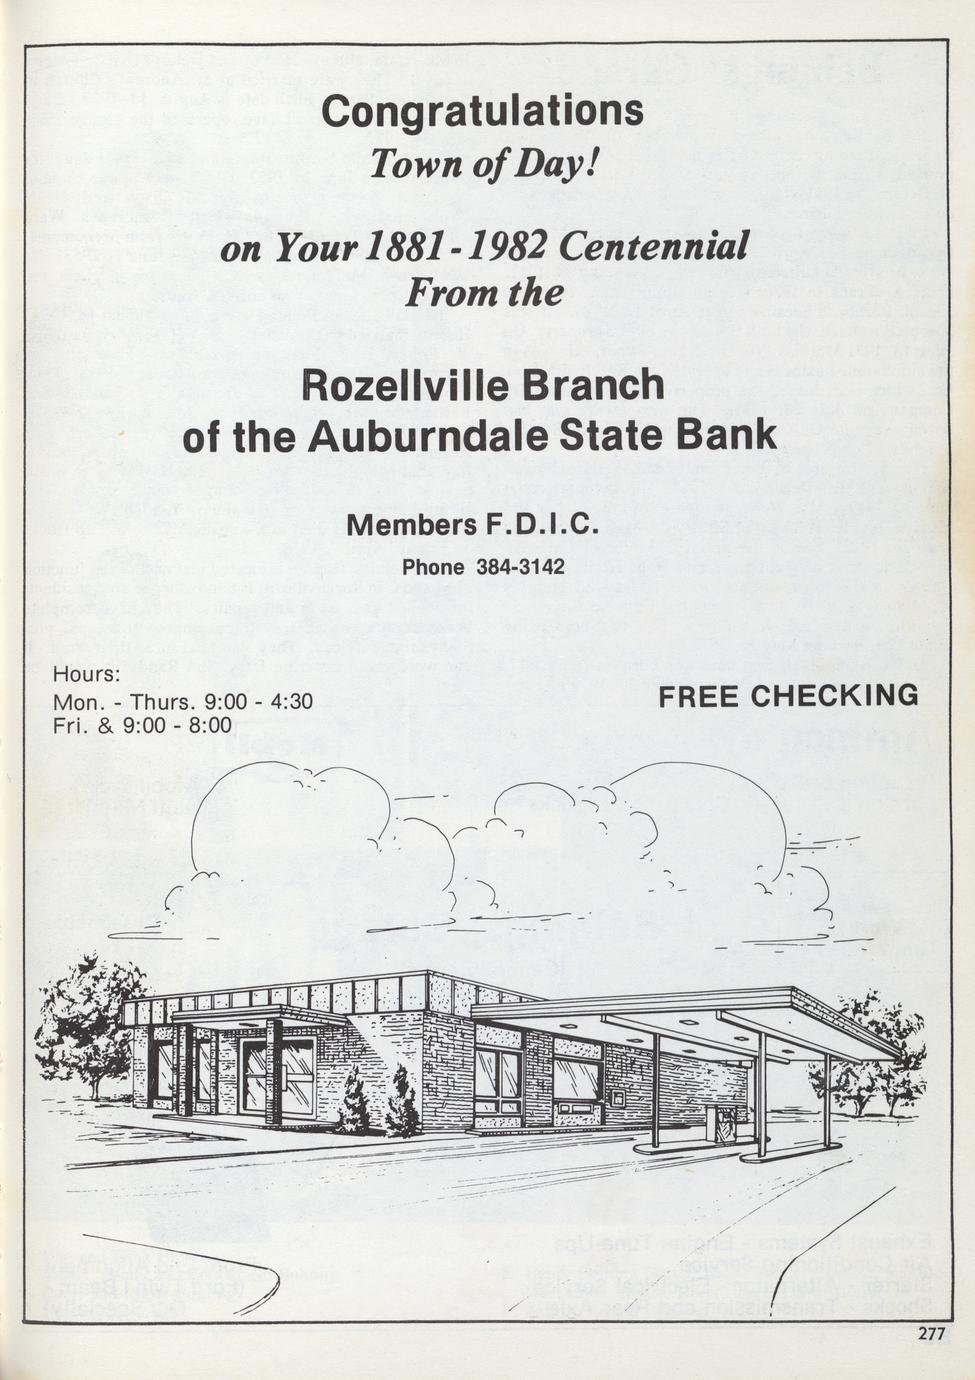 Congratulations
Town of Day!
on Your 1881-1982 Centennial
From the
Rozellville Branch
of the Auburndale State Bank
Members F.D.I.C.
Phone 384-3142
Hours:
Mon. - Thurs. 9:00 - 4:30
Fri. & 9:00 - 8:00
FREE CHECKING
277